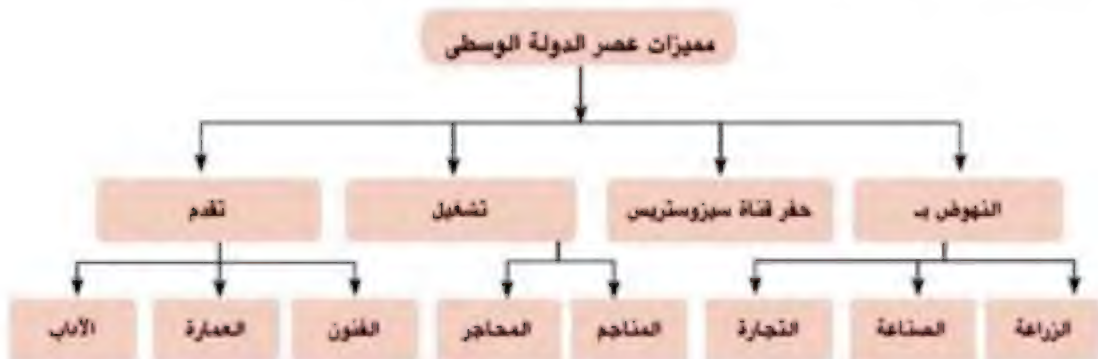 مميزات عصر الدولة الوسطى
النهوض بـ
حفر قناة سيزوستريس
تشغيل
تقدم
الزراعة
الصناعة
التجارة
المناجم
المحاجر
الفنون
العمارة
الآداب